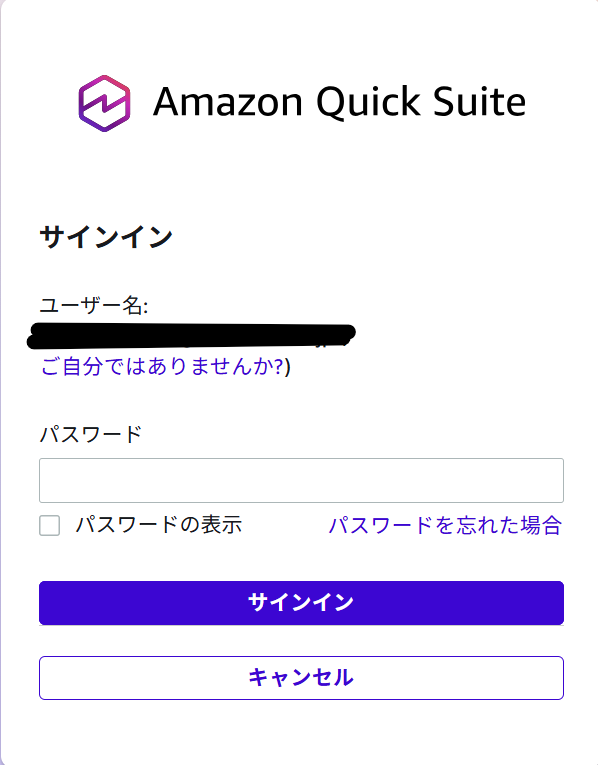 Amazon Quick Suite
サインイン
ユーザー名:
ご自分ではありませんか?)
パスワード
パスワードの表示 パスワードを忘れた場合
サインイン
キャンセル